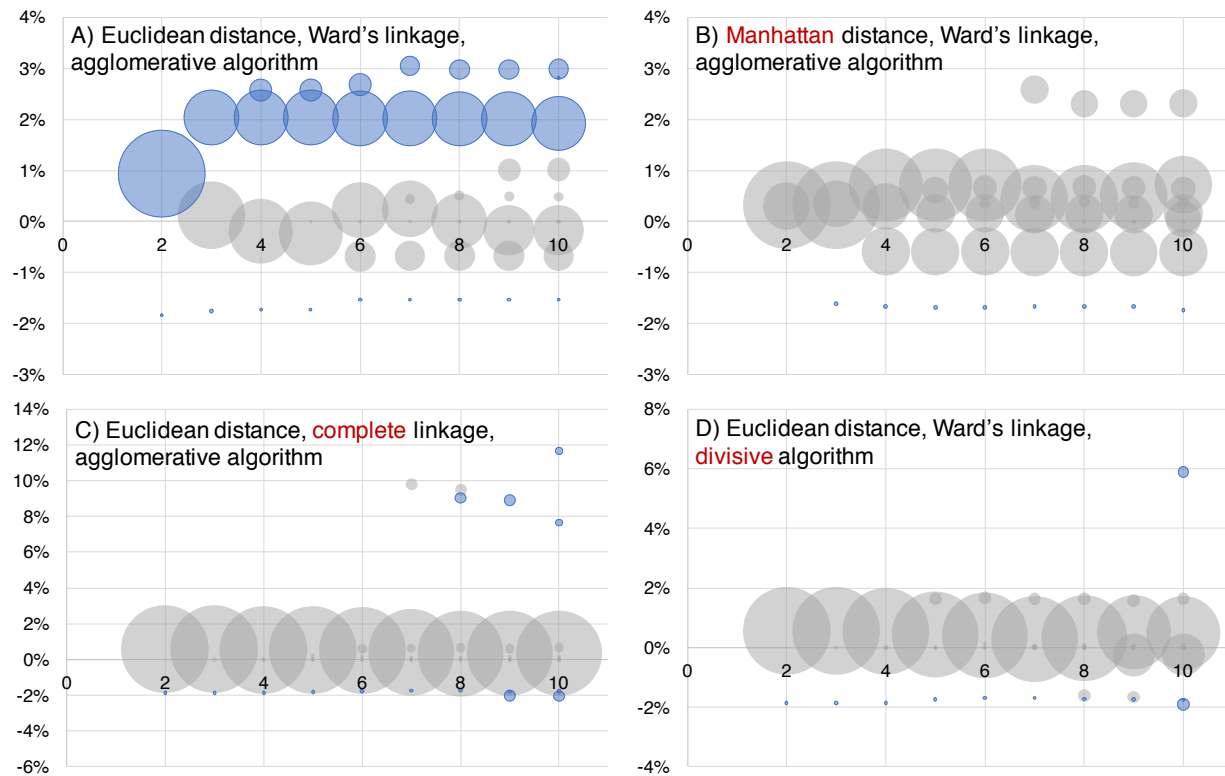 A) Euclidean distance, Ward's linkage,
agglomerative algorithm
4%
3%
2%
1%
0%
-1%
-2%
-3%
0 2 4 6 8 10
B) Manhattan distance, Ward's linkage,
agglomerative algorithm
4%
3%
2%
1%
0%
-1%
-2%
-3%
0 2 4 6 8 10
C) Euclidean distance, complete linkage,
agglomerative algorithm
14%
12%
10%
8%
6%
4%
2%
0%
-2%
-4%
-6%
0 2 4 6 8 10
D) Euclidean distance, Ward's linkage,
divisive algorithm
8%
6%
4%
2%
0%
-2%
-4%
0 2 4 6 8 10